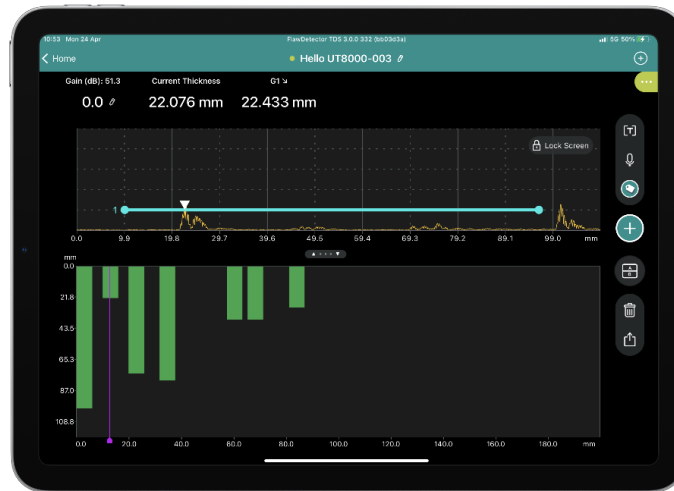 10:53 Mon 24 Apr
FlawDetector TDS 3.0.0 332 (bb03d3a)
5G 50%
Home
Hello UT8000-003
Gain (dB): 51.3
Current Thickness
G1
0.0
22.076 mm
22.433 mm
[T]
Lock Screen
1
0.0 9.9 19.8 29.7 39.6 49.5 59.4 69.3 79.2 89.1 99.0 mm
mm
0.0
21.8
43.5
65.3
87.0
108.8
0.0 20.0 40.0 60.0 80.0 100.0 120.0 140.0 160.0 180.0
A
B